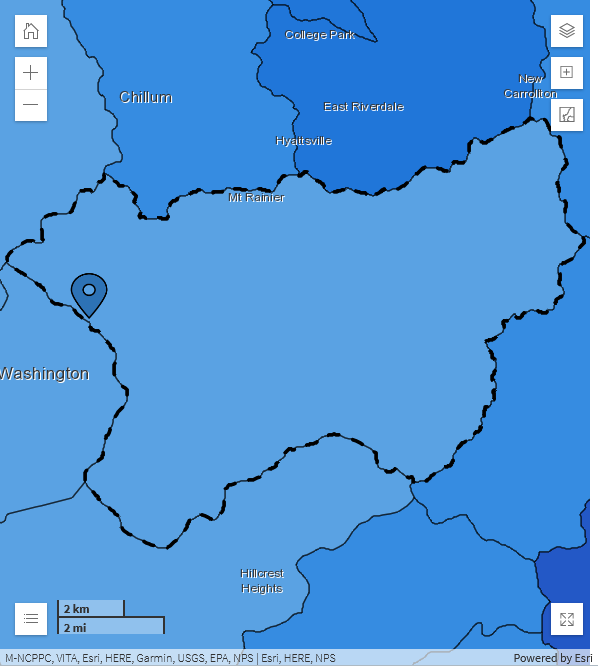 College Park
New
Carrollton
Chillum
East Riverdale
Hyattsville
Mt Rainier
Washington
Hillcrest
Heights
2 km
2 mi
M-NCPPC, VITA, Esri, HERE, Garmin, USGS, EPA, NPS | Esri, HERE, NPS
Powered by Esri